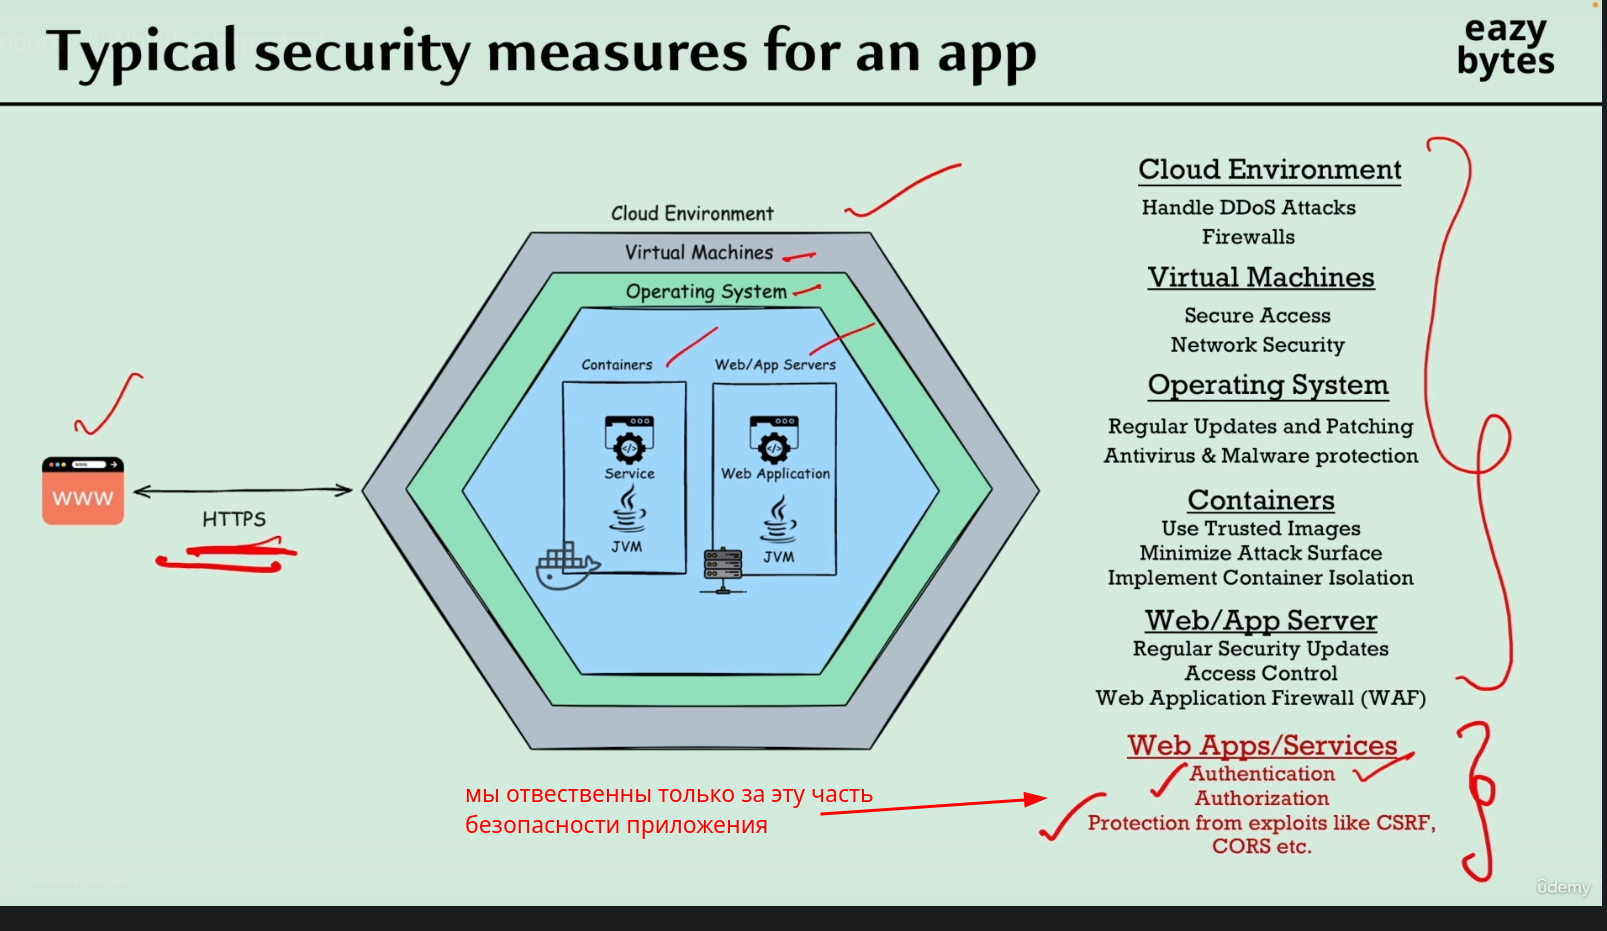 Typical security measures for an app
eazy
bytes
Cloud Environment
Virtual Machines
Operating System
Containers
Web/App Servers
Service
Web Application
JVM
JVM
www
www
HTTPS
Cloud Environment
Handle DDoS Attacks
Firewalls
Virtual Machines
Secure Access
Network Security
Operating System
Regular Updates and Patching
Antivirus & Malware protection
Containers
Use Trusted Images
Minimize Attack Surface
Implement Container Isolation
Web/App Server
Regular Security Updates
Access Control
Web Application Firewall (WAF)
Web Apps/Services
Authentication
Authorization
Protection from exploits like CSRF,
CORS etc.
мы отвественны только за эту часть
безопасности приложения
ûdemy